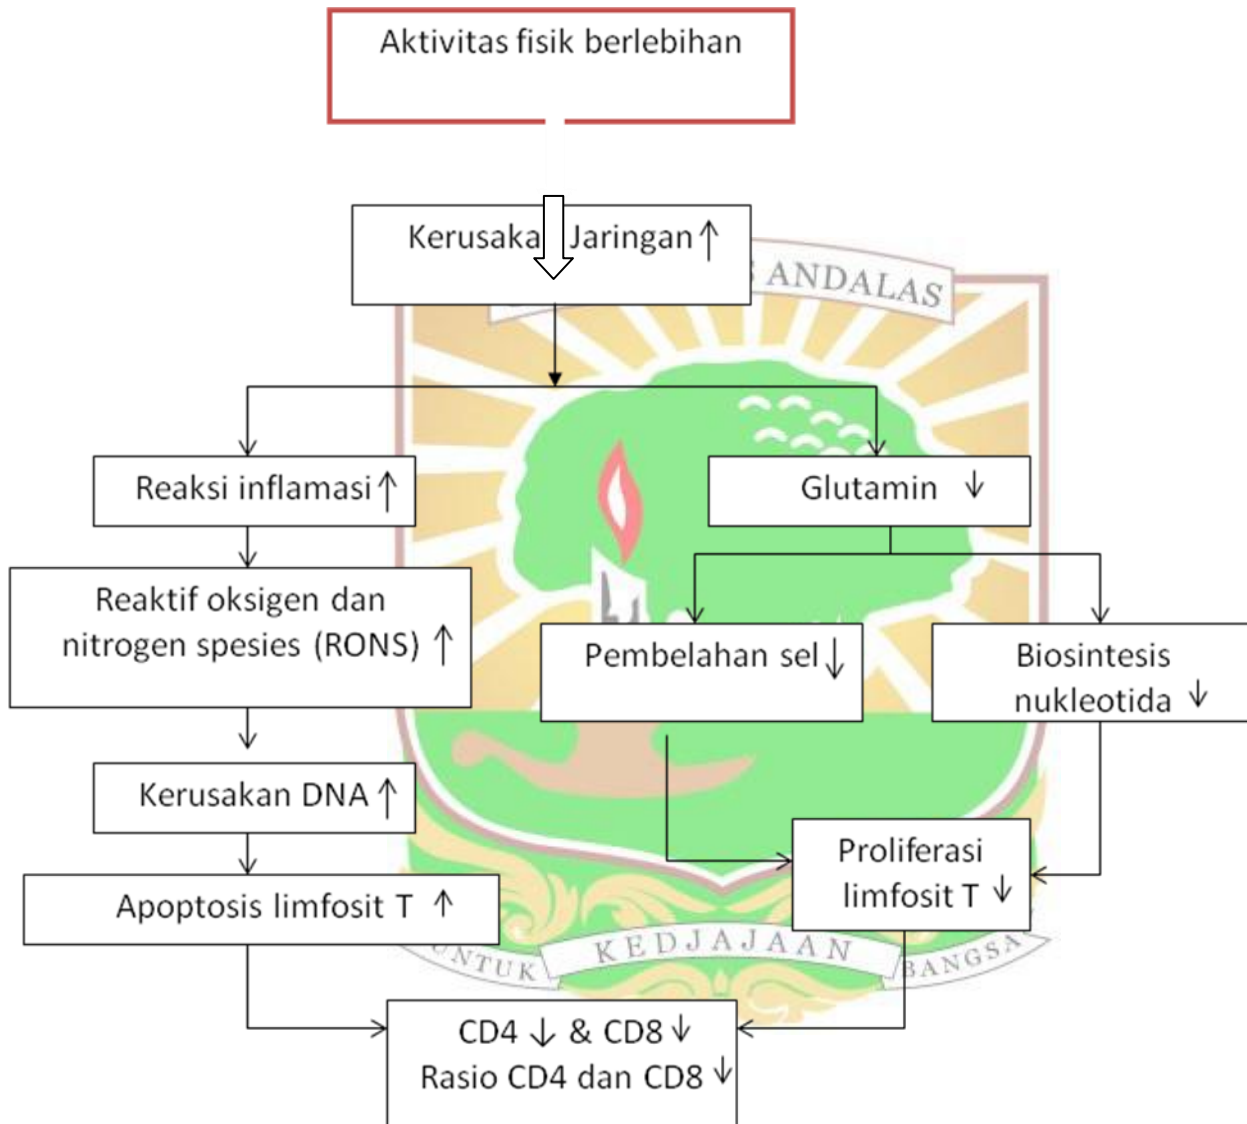 Aktivitas fisik berlebihan
Kerusaka Jaringan ↑
ANDALAS
Reaksi inflamasi ↑
Glutamin ↓
Reaktif oksigen dan
nitrogen spesies (RONS) ↑
Pembelahan sel ↓
Biosintesis
nukleotida ↓
Kerusakan DNA ↑
Proliferasi
limfosit T ↓
Apoptosis limfosit T ↑
UNTUK KEDJAJAAN BANGSA
CD4 ↓ & CD8 ↓
Rasio CD4 dan CD8 ↓